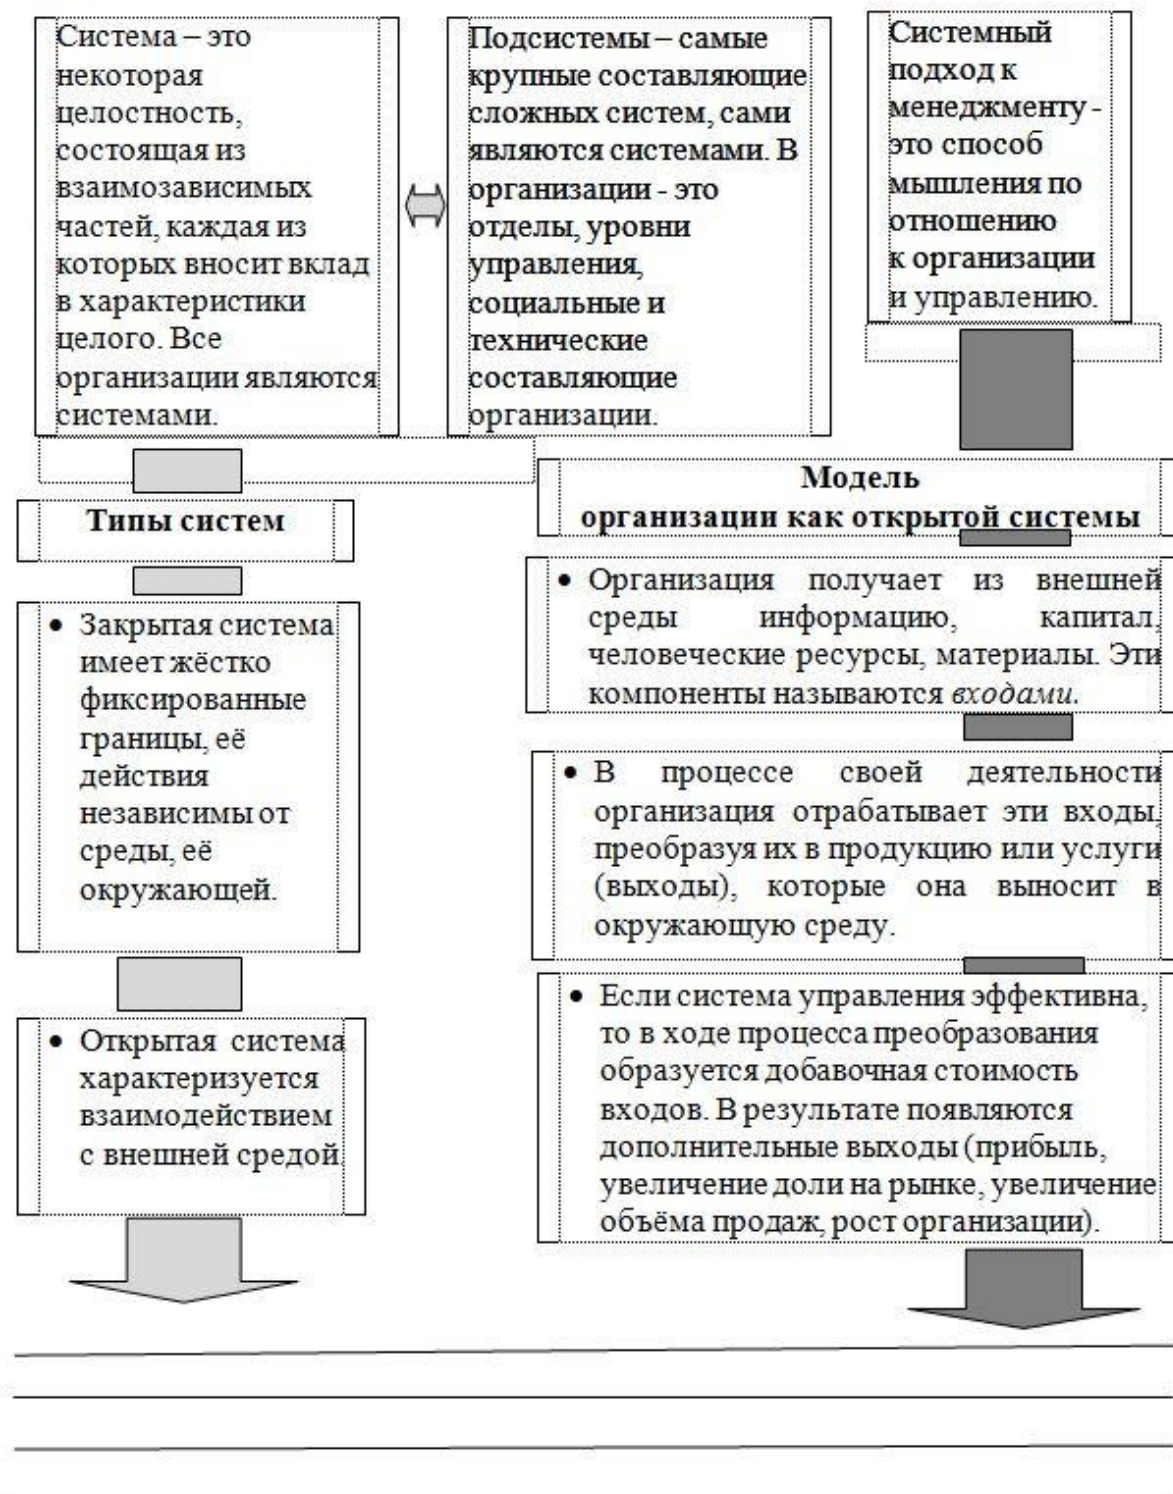 Система – это
некоторая
целостность,
состоящая из
взаимозависимых
частей, каждая из
которых вносит вклад
в характеристики
целого. Все
организации являются
системами.
Подсистемы – самые
крупные составляющие
сложных систем, сами
являются системами. В
организации - это
отделы, уровни
управления,
социальные и
технические
составляющие
организации.
Системный
подход к
менеджменту -
это способ
мышления по
отношению
к организации
и управлению.
Типы систем
• Закрытая система
имеет жёстко
фиксированные
границы, её
действия
независимы от
среды, её
окружающей.
• Открытая система
характеризуется
взаимодействием
с внешней средой.
Модель
организации как открытой системы
• Организация получает из внешней
среды информацию, капитал,
человеческие ресурсы, материалы. Эти
компоненты называются входами.
• В процессе своей деятельности
организация отрабатывает эти входы,
преобразуя их в продукцию или услуги
(выходы), которые она выносит в
окружающую среду.
• Если система управления эффективна,
то в ходе процесса преобразования
образуется добавочная стоимость
входов. В результате появляются
дополнительные выходы (прибыль,
увеличение доли на рынке, увеличение
объёма продаж, рост организации).